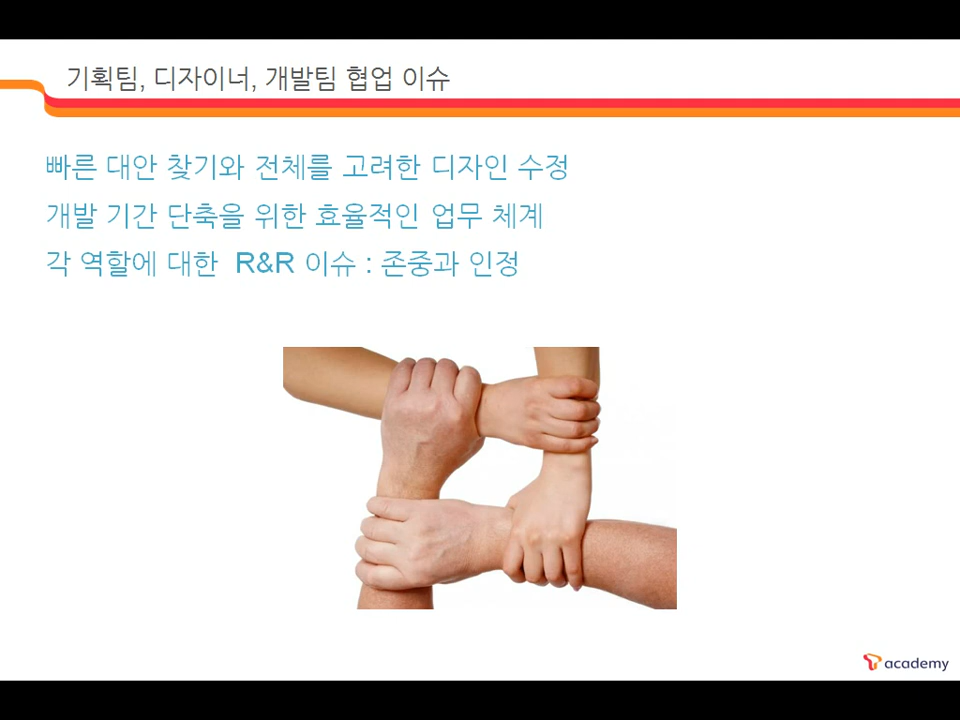 기획팀, 디자이너, 개발팀 협업 이슈
빠른 대안 찾기와 전체를 고려한 디자인 수정
개발 기간 단축을 위한 효율적인 업무 체계
각 역할에 대한 R&R 이슈 : 존중과 인정
academy